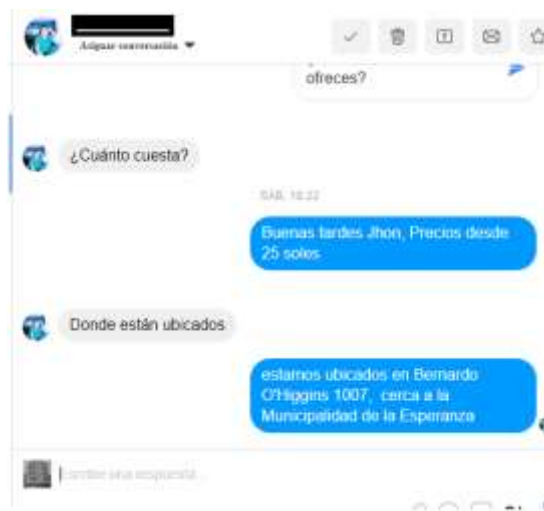 Asignar conversación
ofreces?
¿Cuánto cuesta?
SÁB, 18:22
Buenas tardes Jhon, Precios desde
25 soles
Donde están ubicados
estamos ubicados en Bernardo
O'Higgins 1007, cerca a la
Municipalidad de la Esperanza
Escribe una respuesta...